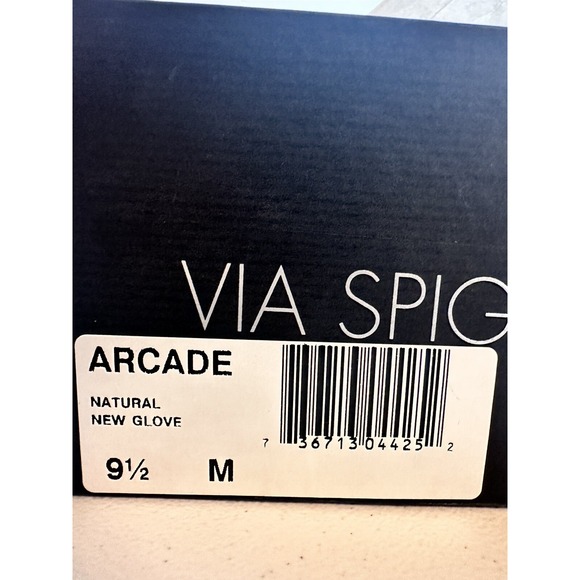 VIA SPIG
ARCADE
NATURAL
NEW GLOVE
9½ M
7 36713 04425 2